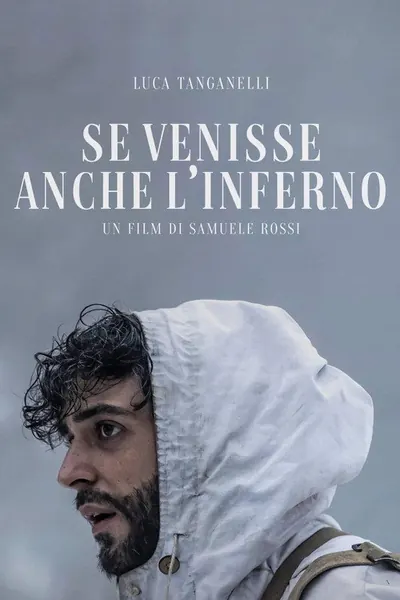 LUCA TANGANELLI
SE VENISSE
ANCHE L'INFERNO
UN FILM DI SAMUELE ROSSI